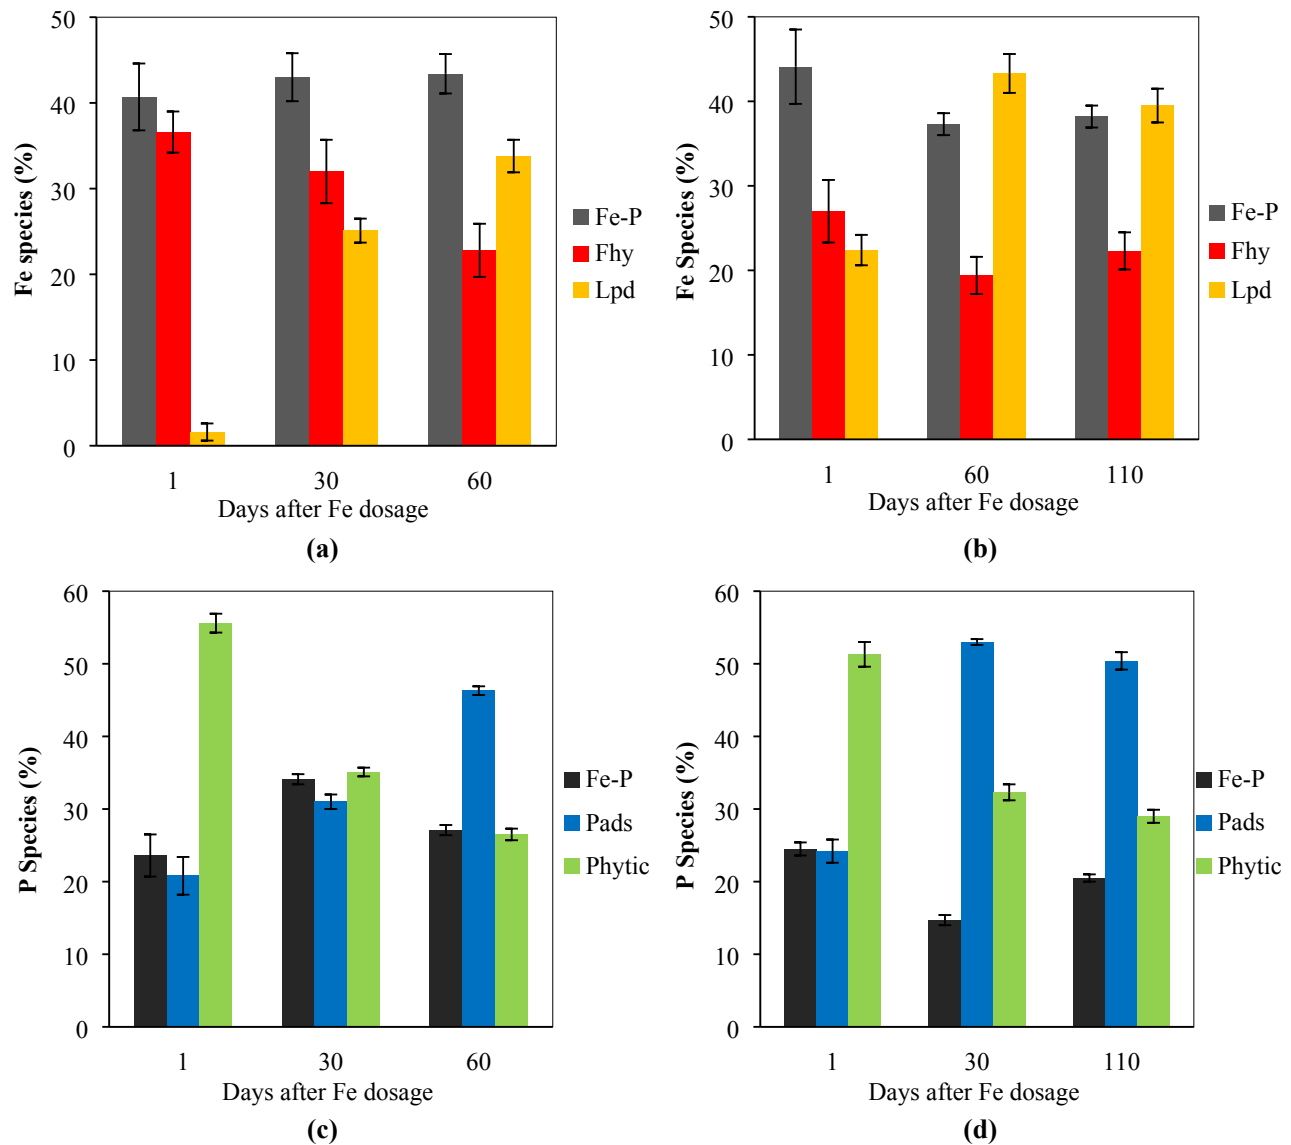 50
40
30
20
10
0
Fe species (%)
1 30 60
Days after Fe dosage
Fe-P
Fhy
Lpd
(a)
50
40
30
20
10
0
Fe Species (%)
1 60 110
Days after Fe dosage
Fe-P
Fhy
Lpd
(b)
60
50
40
30
20
10
0
P Species (%)
1 30 60
Days after Fe dosage
Fe-P
Pads
Phytic
(c)
60
50
40
30
20
10
0
P Species (%)
1 30 110
Days after Fe dosage
Fe-P
Pads
Phytic
(d)